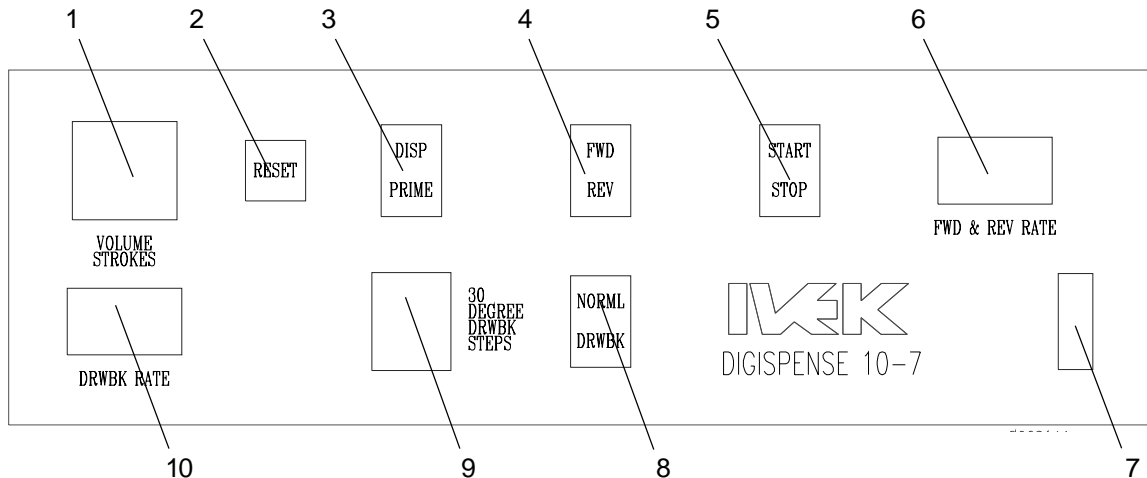 1 2 3 4 5 6
RESET
DISP
PRIME
FWD
REV
START
STOP
VOLUME
STROKES
FWD & REV RATE
DRWBK RATE
30
DEGREE
DRWBK
STEPS
NORML
DRWBK
IVEK
DIGISPENSE 10-7
10 9 8 7